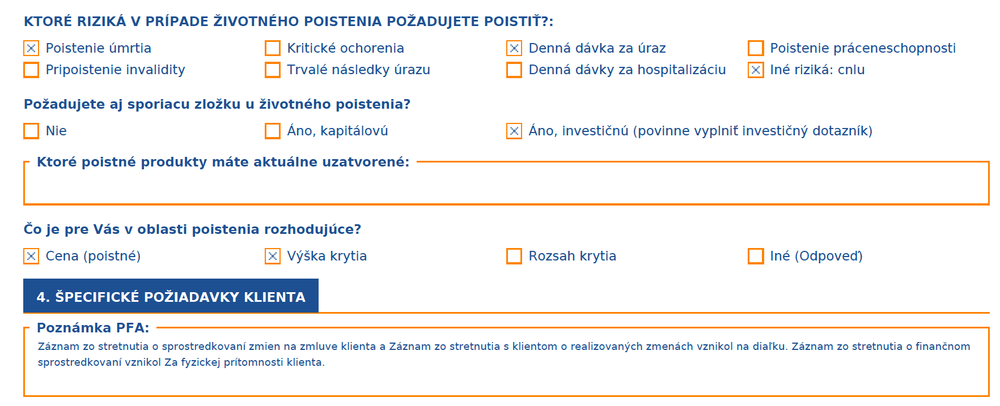 KTORÉ RIZIKÁ V PRÍPADE ŽIVOTNÉHO POISTENIA POŽADUJETE POISTIŤ?:
Poistenie úmrtia Kritické ochorenia Denná dávka za úraz Poistenie práceneschopnosti
Pripoistenie invalidity Trvalé následky úrazu Denná dávky za hospitalizáciu Iné riziká: cnlu
Požadujete aj sporiacu zložku u životného poistenia?
Nie Áno, kapitálovú Áno, investičnú (povinne vyplniť investičný dotazník)
Ktoré poistné produkty máte aktuálne uzatvorené:
Čo je pre Vás v oblasti poistenia rozhodujúce?
Cena (poistné) Výška krytia Rozsah krytia Iné (Odpoveď)
4. ŠPECIFICKÉ POŽIADAVKY KLIENTA
Poznámka PFA:
Záznam zo stretnutia o sprostredkovaní zmien na zmluve klienta a Záznam zo stretnutia s klientom o realizovaných zmenách vznikol na diaľku. Záznam zo stretnutia o finančnom
sprostredkovaní vznikol Za fyzickej prítomnosti klienta.